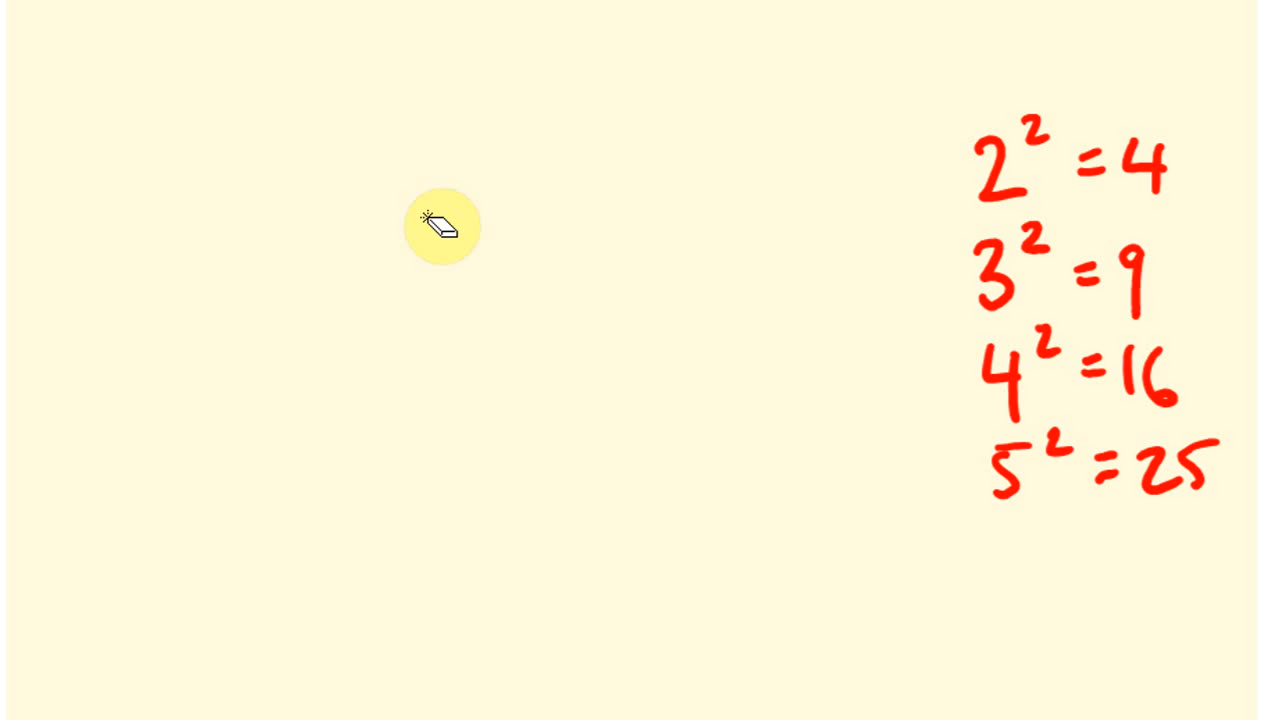 2² = 4
3² = 9
4² = 16
5² = 25